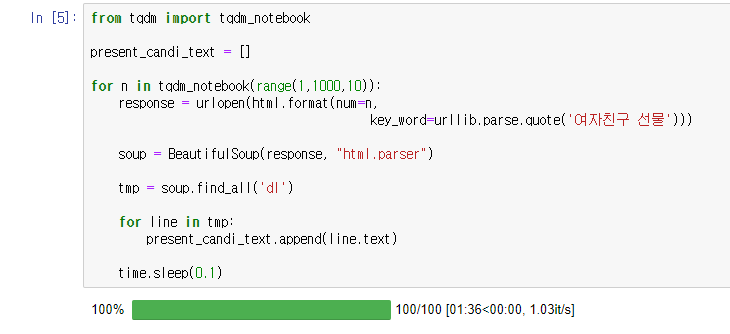 In [5]: from tqdm import tqdm_notebook
present_candi_text = []
for n in tqdm_notebook(range(1,1000,10)):
    response = urlopen(html.format(num=n,
                                   key_word=urllib.parse.quote('여자친구 선물')))
    soup = BeautifulSoup(response, "html.parser")
    tmp = soup.find_all('dl')
    for line in tmp:
        present_candi_text.append(line.text)
    time.sleep(0.1)
100% 100/100 [01:36<00:00, 1.03it/s]